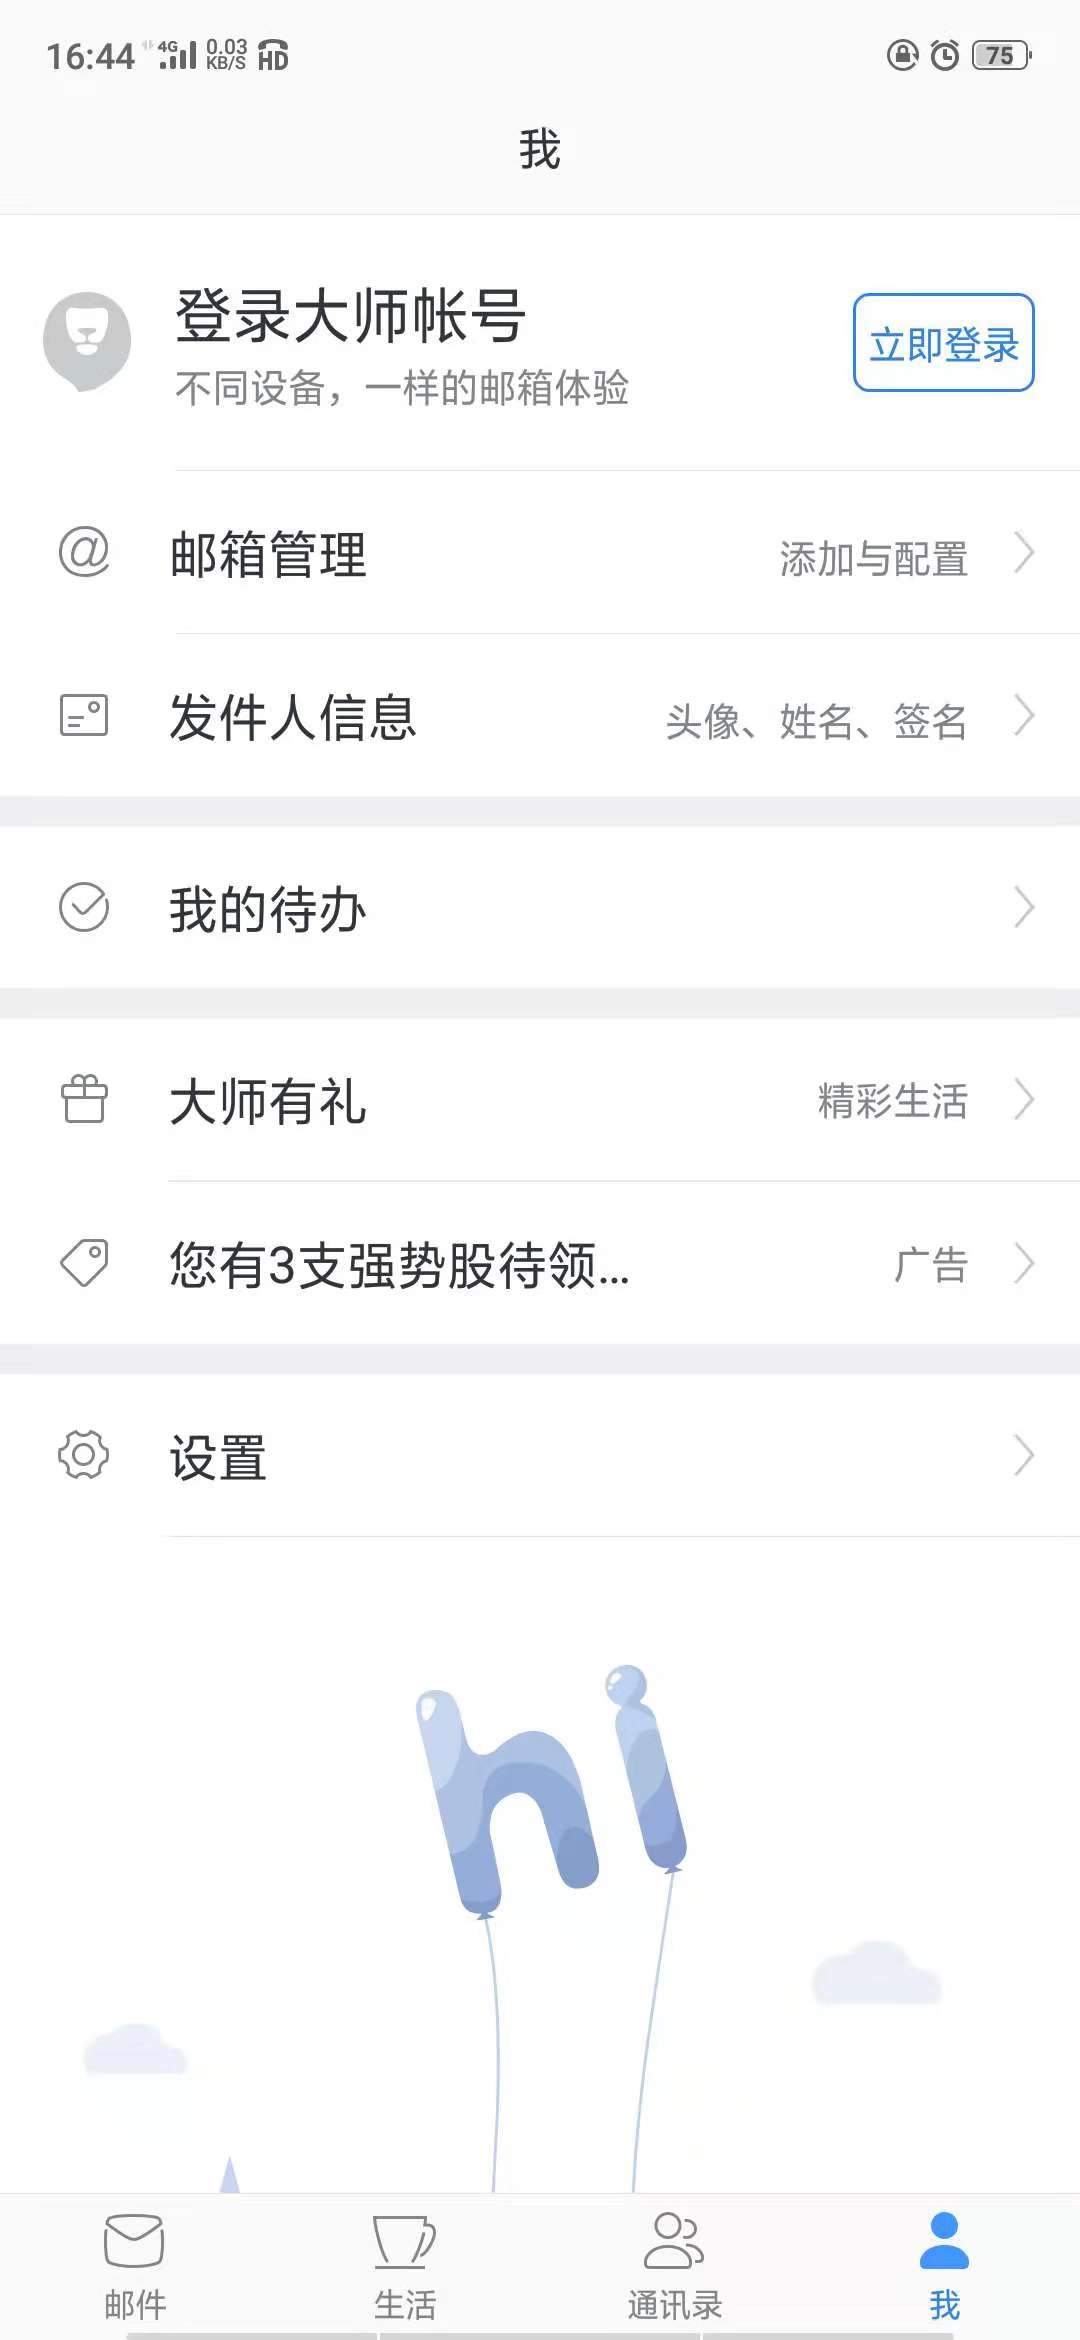 16:44 4G 0.03 KB/S HD 75
我
登录大师帐号
不同设备，一样的邮箱体验
立即登录
邮箱管理 添加与配置
发件人信息 头像、姓名、签名
我的待办
大师有礼 精彩生活
您有3支强势股待领... 广告
设置
hi
邮件 生活 通讯录 我